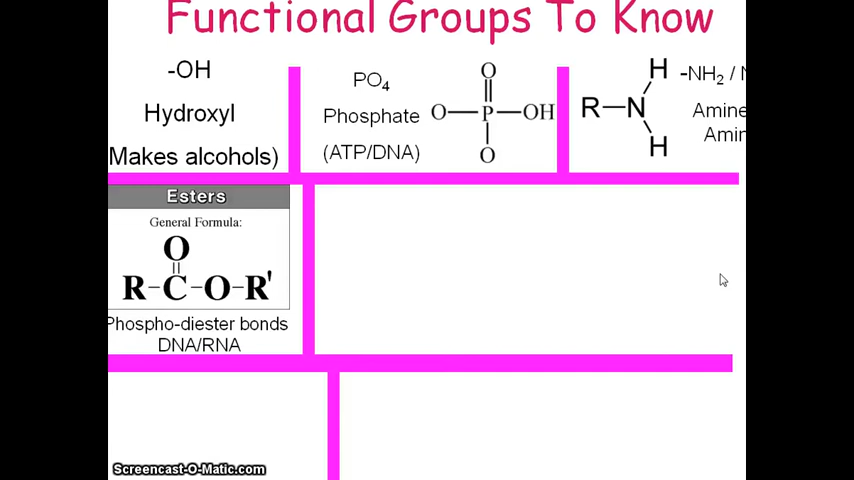 Functional Groups To Know
-OH
Hydroxyl
Makes alcohols)
PO4
Phosphate
(ATP/DNA)
O
O—P—OH
O
H
R—N
H
-NH2 /
Amine
Amin
Esters
General Formula:
O
R-C-O-R'
Phospho-diester bonds
DNA/RNA
Screencast-O-Matic.com